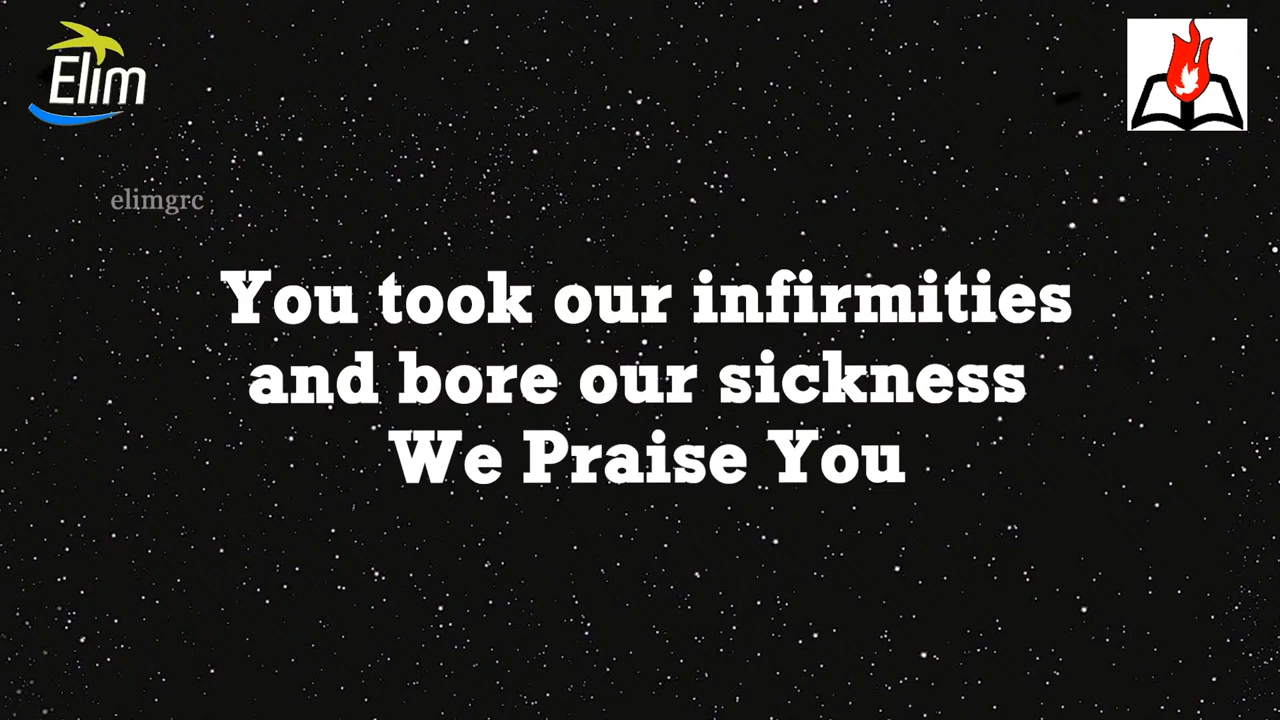 Elim
elimgrc
You took our infirmities
and bore our sickness
We Praise You